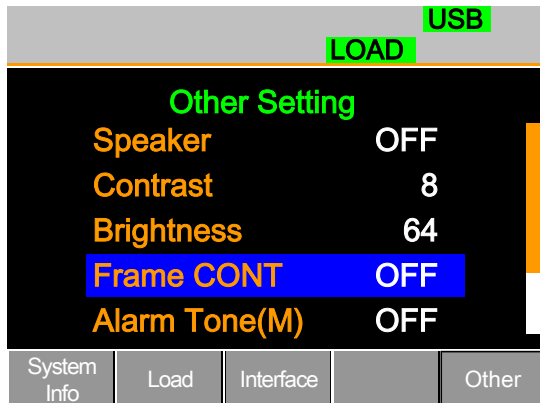 USB
LOAD
Other Setting
Speaker OFF
Contrast 8
Brightness 64
Frame CONT OFF
Alarm Tone(M) OFF
System
Info
Load
Interface
Other